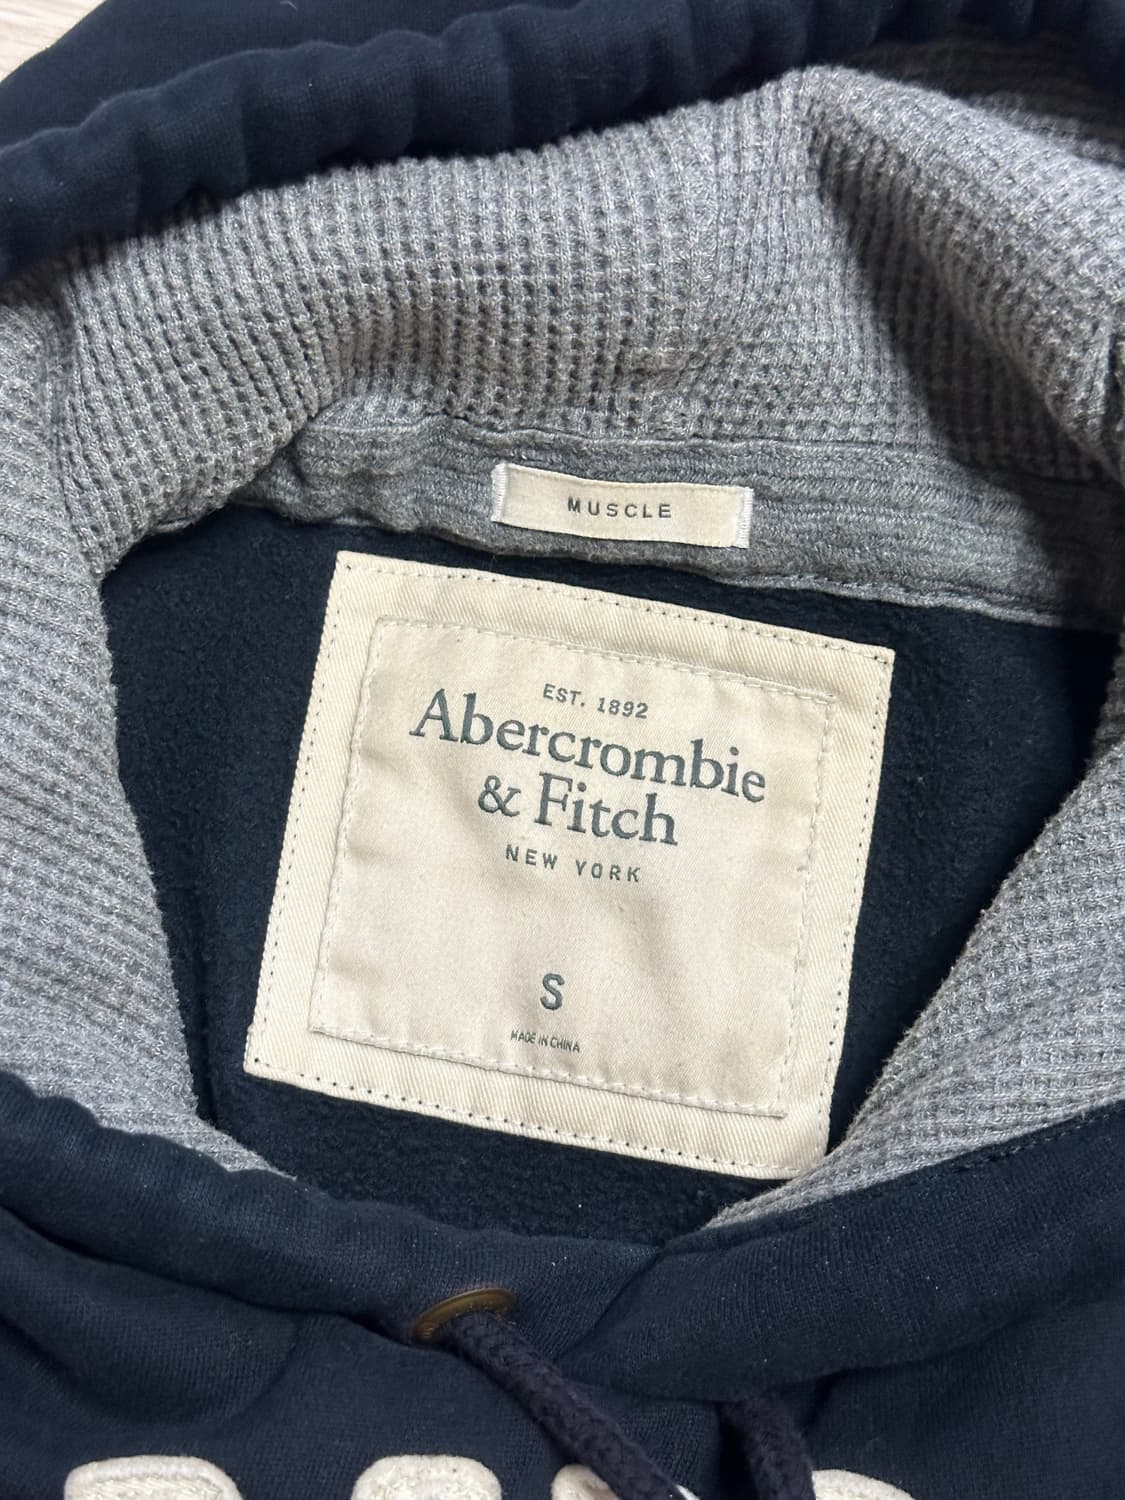 MUSCLE
EST. 1892
Abercrombie
& Fitch
NEW YORK
S
MADE IN CHINA